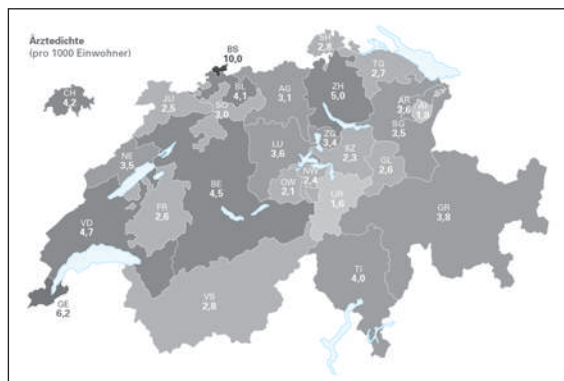 Ärztedichte
(pro 1000 Einwohner)
BS
10,0
SH
2,8
TG
2,7
CH
4,2
JU
2,5
SO
3,0
BL
4,1
AG
3,1
ZH
5,0
AR
3,6
AI
1,8
SG
3,5
NE
3,5
LU
3,6
ZG
3,4
SZ
2,3
GL
2,6
BE
4,5
OW
2,1
NW
2,4
UR
1,6
FR
2,6
GR
3,8
VD
4,7
GE
6,2
VS
2,8
TI
4,0